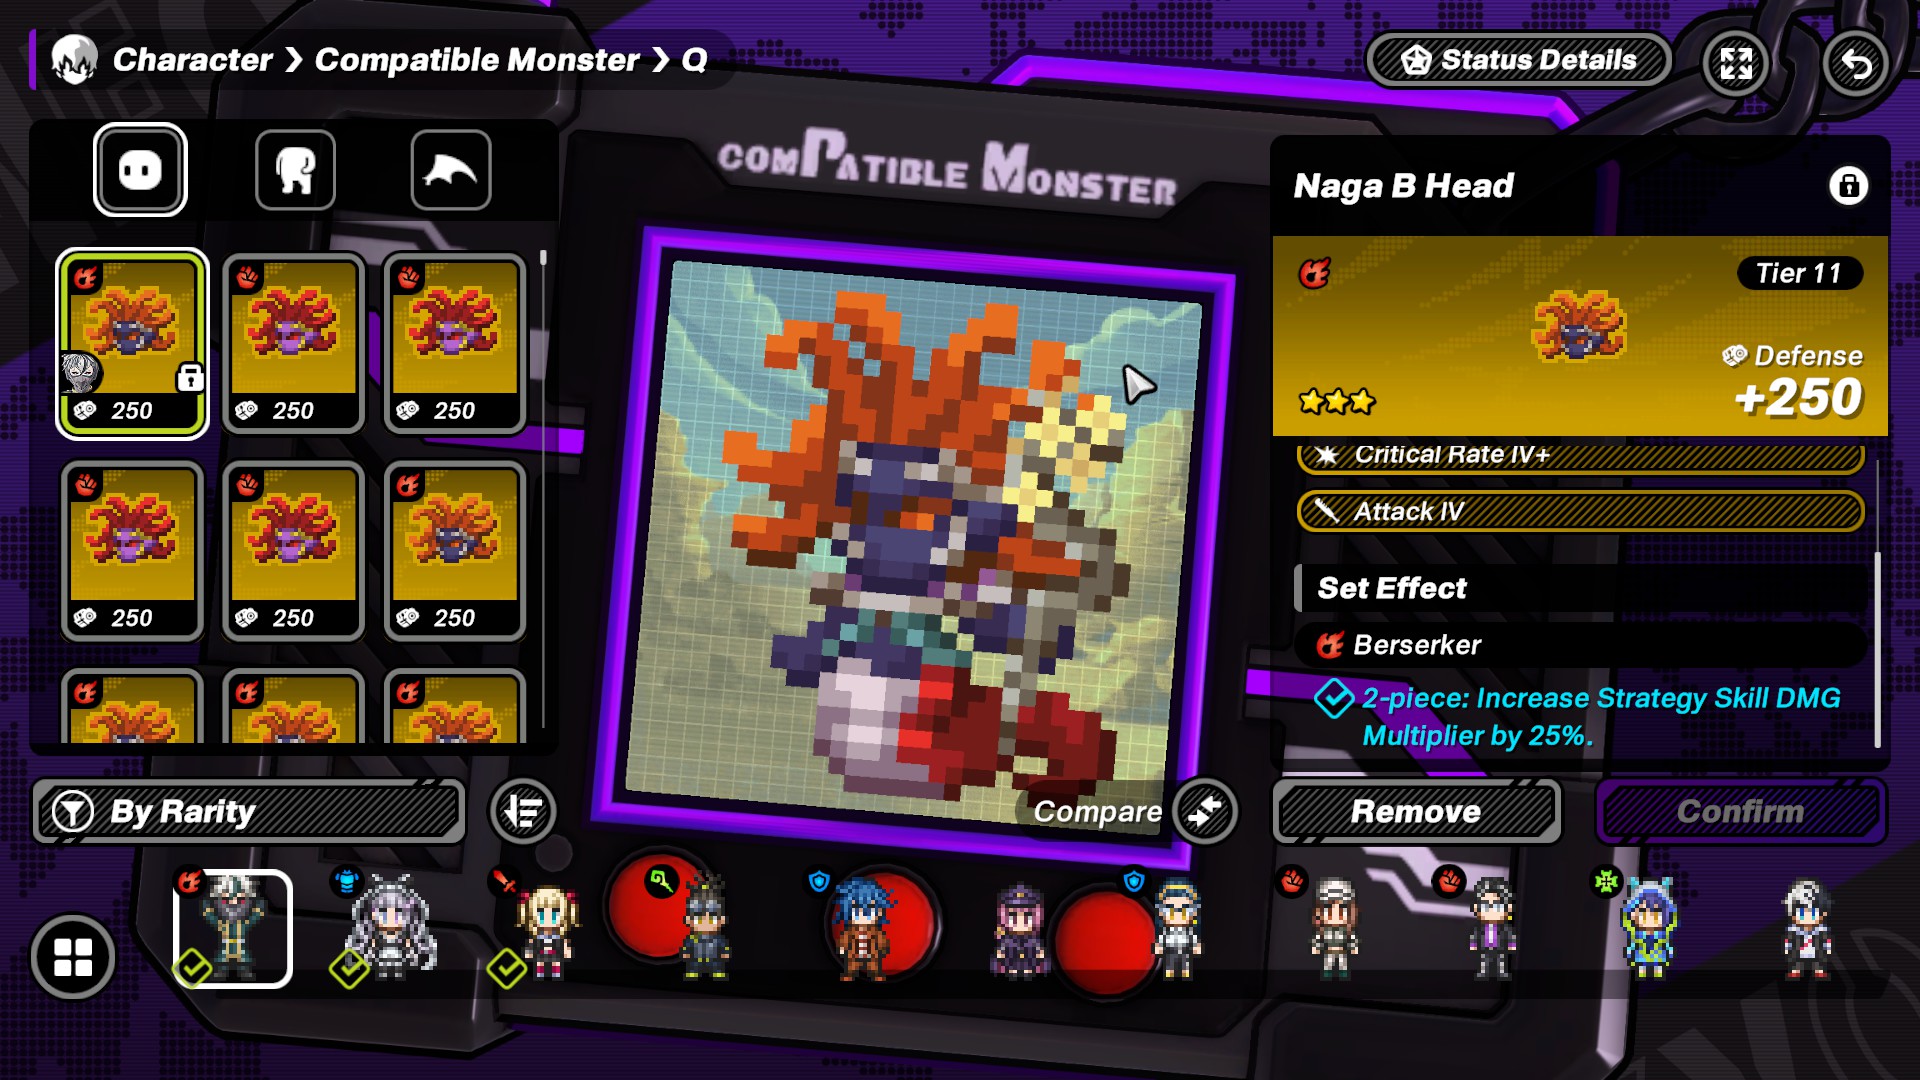 Character ❯ Compatible Monster ❯ Q
Status Details
COMPATIBLE MONSTER
Naga B Head
Tier 11
Defense
+250
250
250
250
250
250
250
Critical Rate IV+
Attack IV
Set Effect
Berserker
2-piece: Increase Strategy Skill DMG
Multiplier by 25%.
By Rarity
Compare
Remove
Confirm